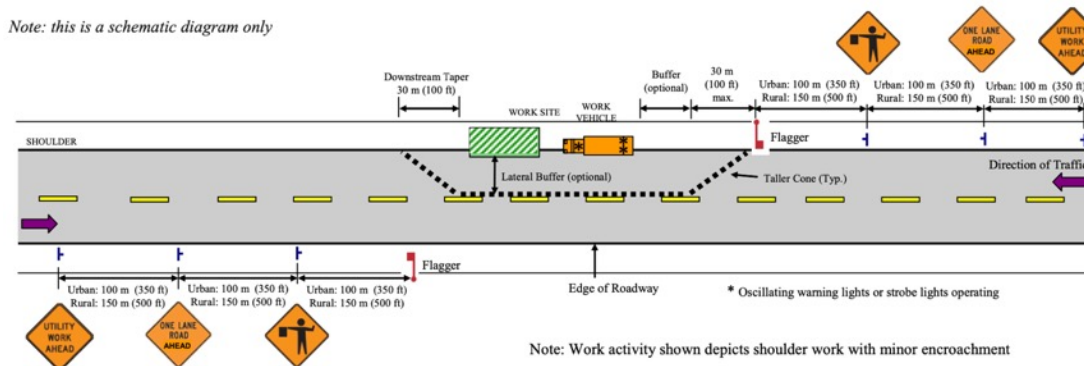 Note: this is a schematic diagram only
ONE LANE
ROAD
AHEAD
UTILITY
WORK
AHEAD
Downstream Taper
30 m (100 ft)
Buffer
(optional)
30 m
(100 ft)
max.
Urban: 100 m (350 ft)
Rural: 150 m (500 ft)
Urban: 100 m (350 ft)
Rural: 150 m (500 ft)
Urban: 100 m (350 ft)
Rural: 150 m (500 ft)
WORK SITE
WORK
VEHICLE
SHOULDER
Flagger
Lateral Buffer (optional)
Taller Cone (Typ.)
Direction of Traffic
Flagger
Urban: 100 m (350 ft)
Rural: 150 m (500 ft)
Urban: 100 m (350 ft)
Rural: 150 m (500 ft)
Urban: 100 m (350 ft)
Rural: 150 m (500 ft)
Edge of Roadway
* Oscillating warning lights or strobe lights operating
UTILITY
WORK
AHEAD
ONE LANE
ROAD
AHEAD
Note: Work activity shown depicts shoulder work with minor encroachment